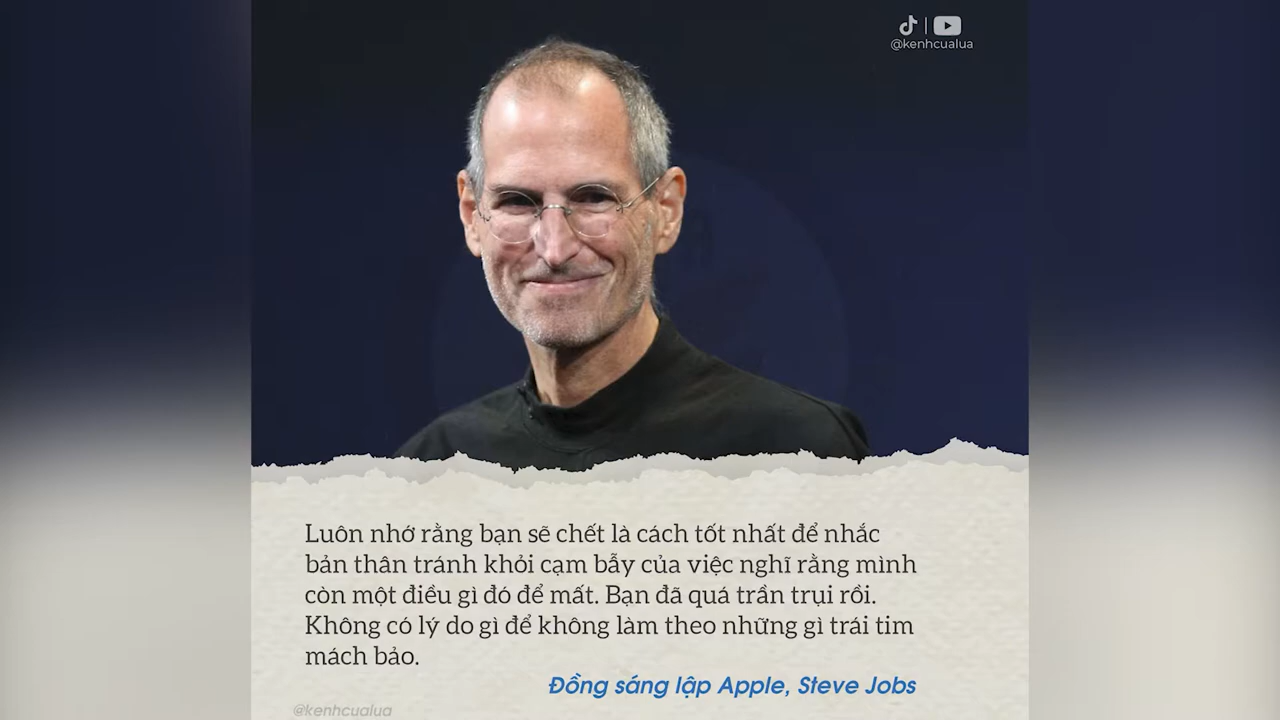 @kenhcualua
Luôn nhớ rằng bạn sẽ chết là cách tốt nhất để nhắc
bản thân tránh khỏi cạm bẫy của việc nghĩ rằng mình
còn một điều gì đó để mất. Bạn đã quá trần trụi rồi.
Không có lý do gì để không làm theo những gì trái tim
mách bảo.
Đồng sáng lập Apple, Steve Jobs
@kenhcualua